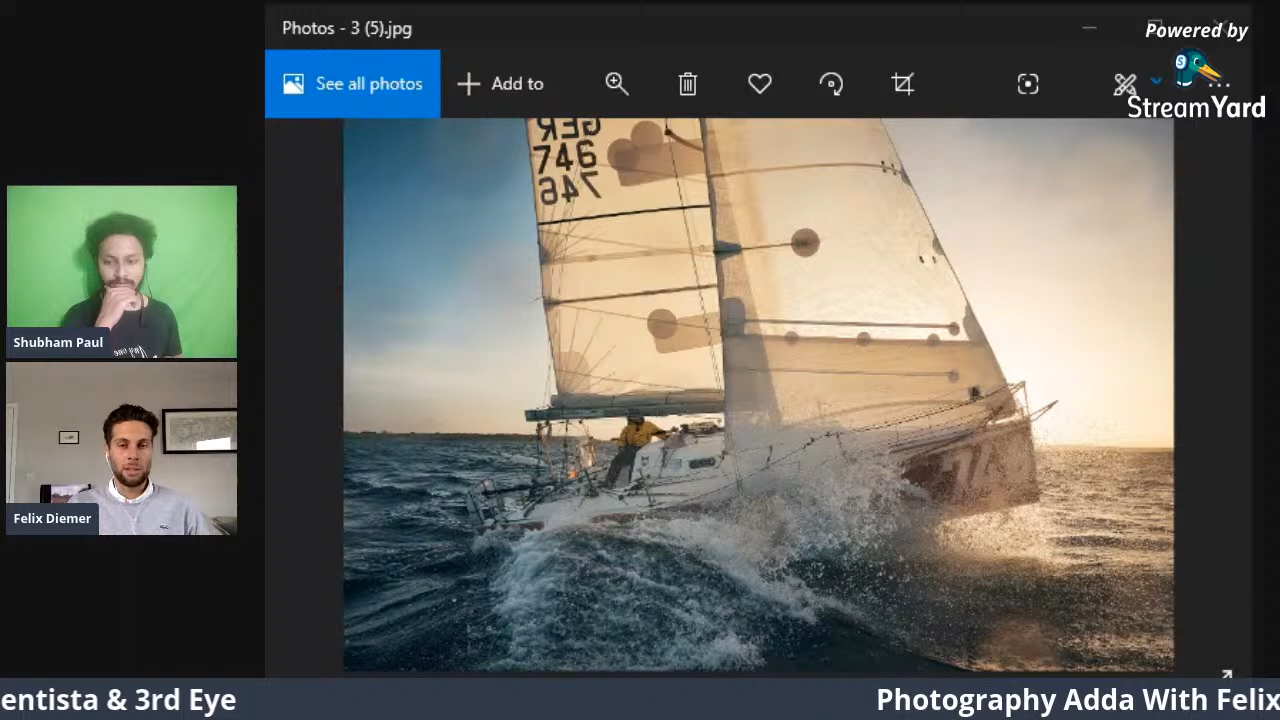 Photos - 3 (5).jpg
Powered by
StreamYard
See all photos
Add to
GER
746
746
Shubham Paul
Felix Diemer
entista & 3rd Eye
Photography Adda With Felix